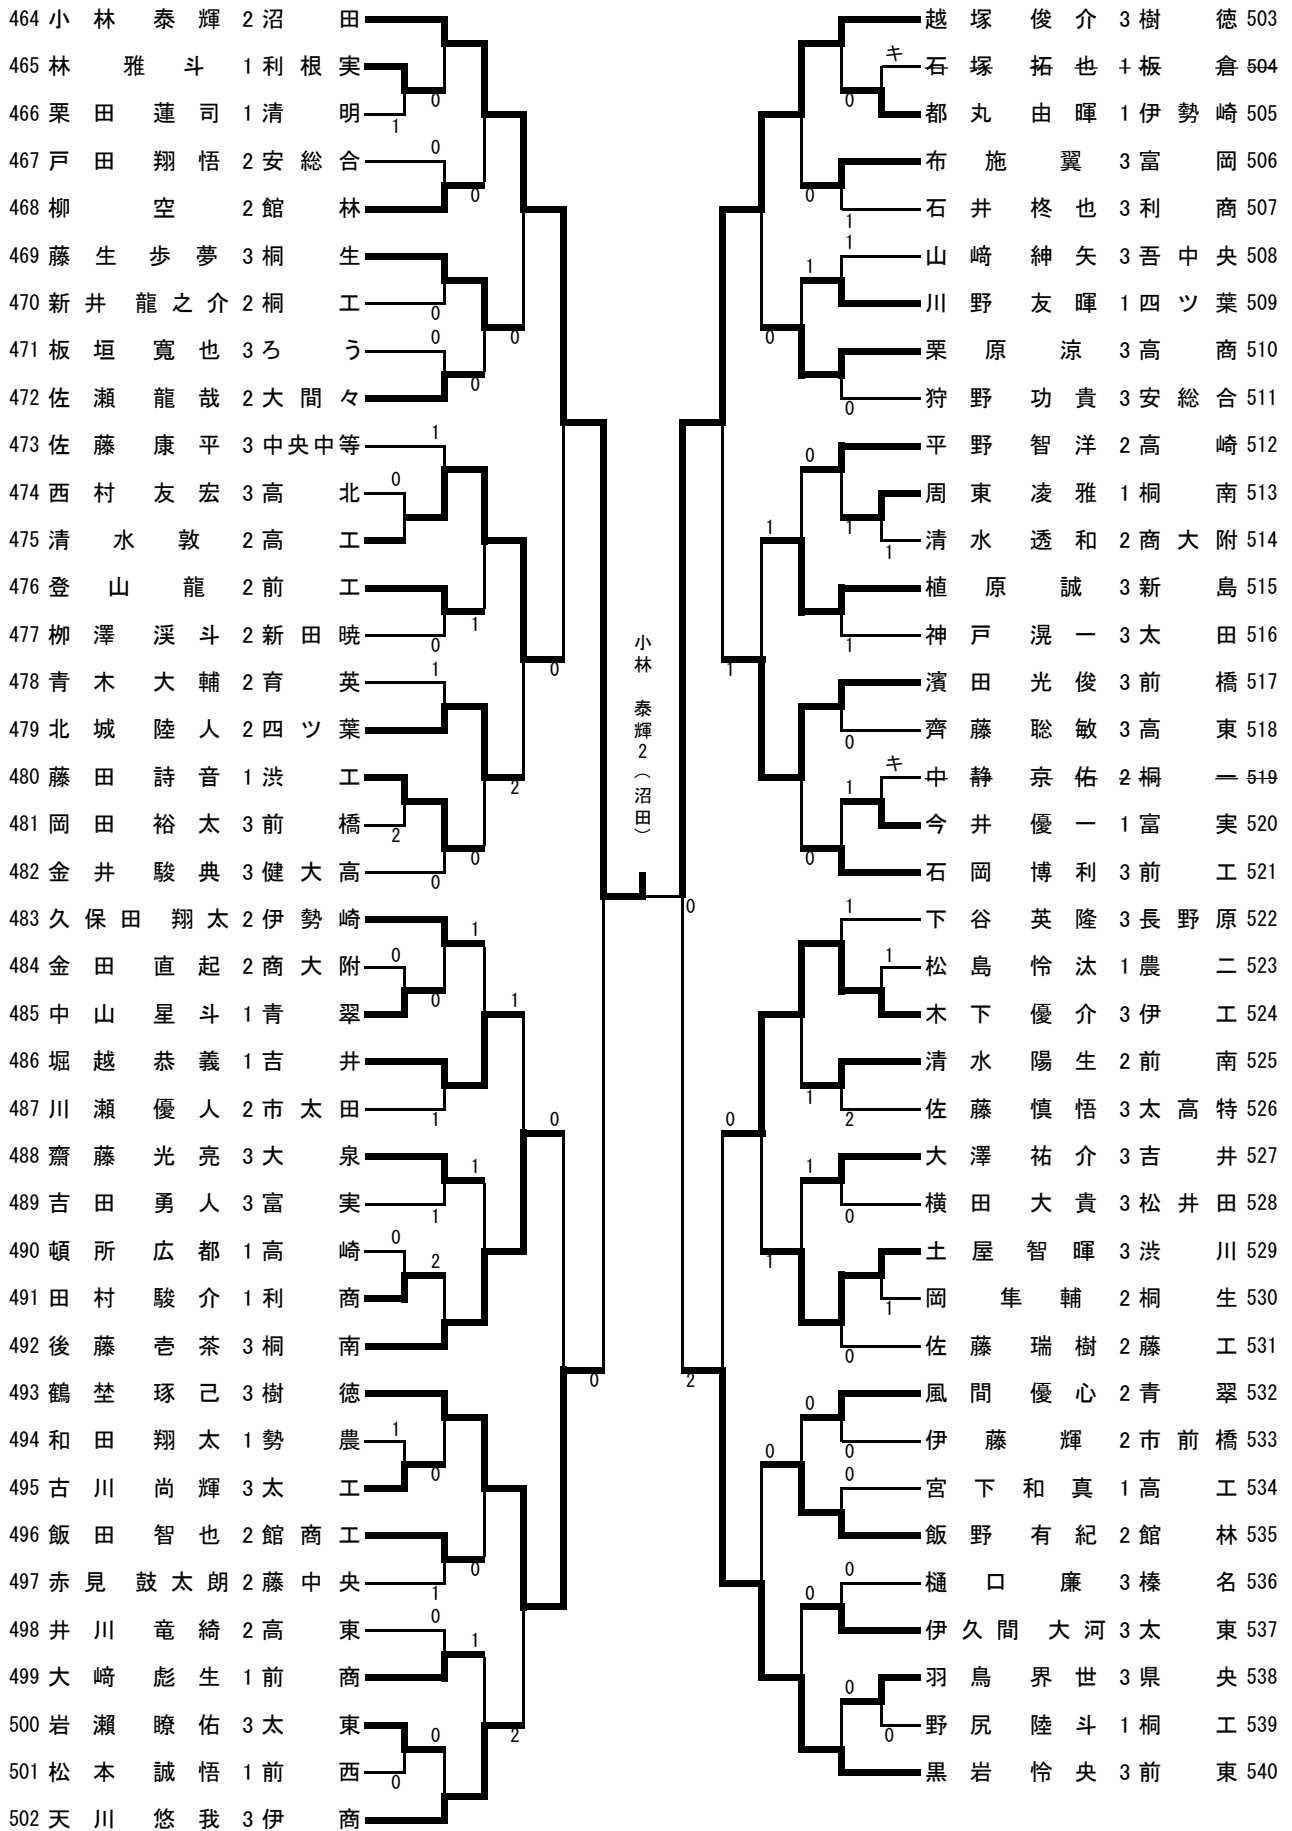 464 小林 泰輝 2 沼田
465 林 雅斗 1 利根実
466 栗田 蓮司 1 清明
467 戸田 翔悟 2 安総合
468 柳 空 2 館林
469 藤生 歩夢 3 桐生
470 新井 龍之介 2 桐工
471 板垣 寛也 3 ろう
472 佐瀬 龍哉 2 大間々
473 佐藤 康平 3 中央中等
474 西村 友宏 3 高北
475 清水 敦 2 高工
476 登山 龍 2 前工
477 栁澤 渓斗 2 新田暁
478 青木 大輔 2 育英
479 北城 陸人 2 四ツ葉
480 藤田 詩音 1 渋工
481 岡田 裕太 3 前橋
482 金井 駿典 3 健大高
483 久保田 翔太 2 伊勢崎
484 金田 直起 2 商大附
485 中山 星斗 1 青翠
486 堀越 恭義 1 吉井
487 川瀬 優人 2 市太田
488 齋藤 光亮 3 大泉
489 吉田 勇人 3 富実
490 頓所 広都 1 高崎
491 田村 駿介 1 利商
492 後藤 壱茶 3 桐南
493 鶴埜 琢己 3 樹徳
494 和田 翔太 1 勢農
495 古川 尚輝 3 太工
496 飯田 智也 2 館商工
497 赤見 鼓太朗 2 藤中央
498 井川 竜綺 2 高東
499 大﨑 彪生 1 前商
500 岩瀬 瞭佑 3 太東
501 松本 誠悟 1 前西
502 天川 悠我 3 伊商
小林 泰輝2(沼田)
越塚 俊介 3 樹徳 503
キ
石塚 拓也 1 板倉 504
都丸 由暉 1 伊勢崎 505
布施 翼 3 富岡 506
石井 柊也 3 利商 507
山﨑 紳矢 3 吾中央 508
川野 友暉 1 四ツ葉 509
栗原 涼 3 高商 510
狩野 功貴 3 安総合 511
平野 智洋 2 高崎 512
周東 凌雅 1 桐南 513
清水 透和 2 商大附 514
植原 誠 3 新島 515
神戸 滉一 3 太田 516
濱田 光俊 3 前橋 517
齊藤 聡敏 3 高東 518
キ
中静 京佑 2 桐一 519
今井 優一 1 富実 520
石岡 博利 3 前工 521
下谷 英隆 3 長野原 522
松島 怜汰 1 農二 523
木下 優介 3 伊工 524
清水 陽生 2 前南 525
佐藤 慎悟 3 太高特 526
大澤 祐介 3 吉井 527
横田 大貴 3 松井田 528
土屋 智暉 3 渋川 529
岡 隼輔 2 桐生 530
佐藤 瑞樹 2 藤工 531
風間 優心 2 青翠 532
伊藤 輝 2 市前橋 533
宮下 和真 1 高工 534
飯野 有紀 2 館林 535
樋口 廉 3 榛名 536
伊久間 大河 3 太東 537
羽鳥 界世 3 県央 538
野尻 陸斗 1 桐工 539
黒岩 怜央 3 前東 540